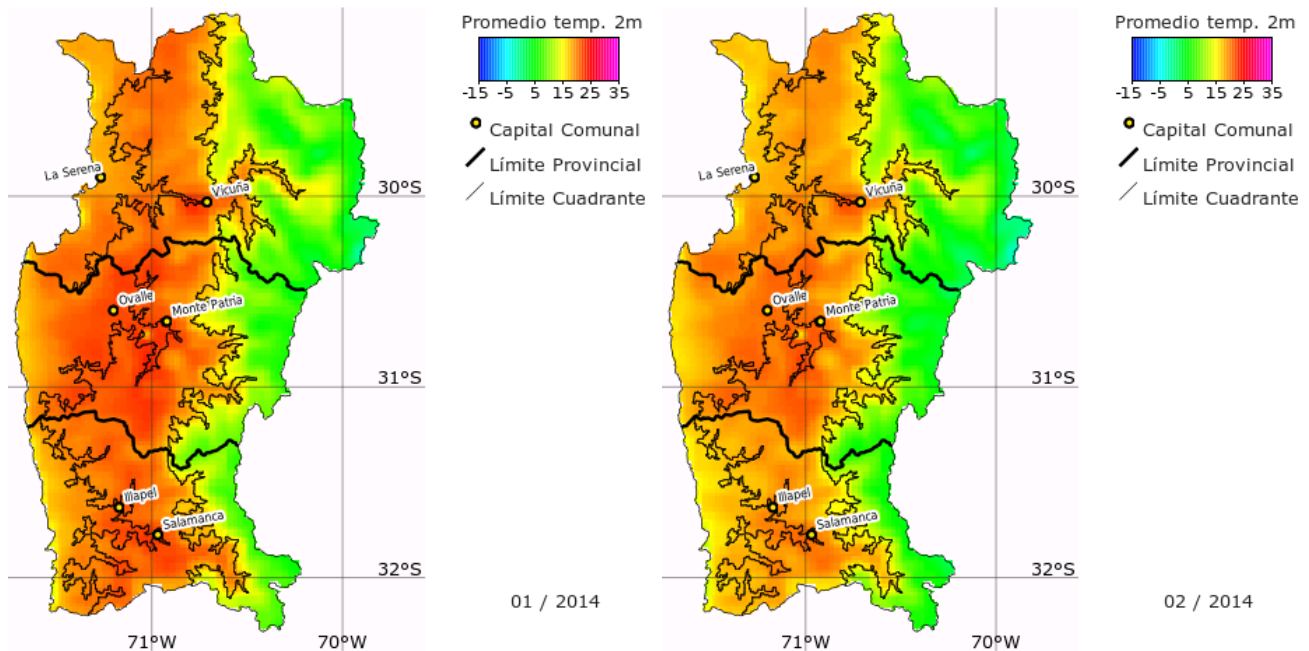 Promedio temp. 2m
-15 -5 5 15 25 35
Capital Comunal
Límite Provincial
Límite Cuadrante
La Serena
Vicuña
30°S
Ovalle
Monte Patria
31°S
Illapel
Salamanca
32°S
01 / 2014
71°W 70°W
Promedio temp. 2m
-15 -5 5 15 25 35
Capital Comunal
Límite Provincial
Límite Cuadrante
La Serena
Vicuña
30°S
Ovalle
Monte Patria
31°S
Illapel
Salamanca
32°S
02 / 2014
71°W 70°W